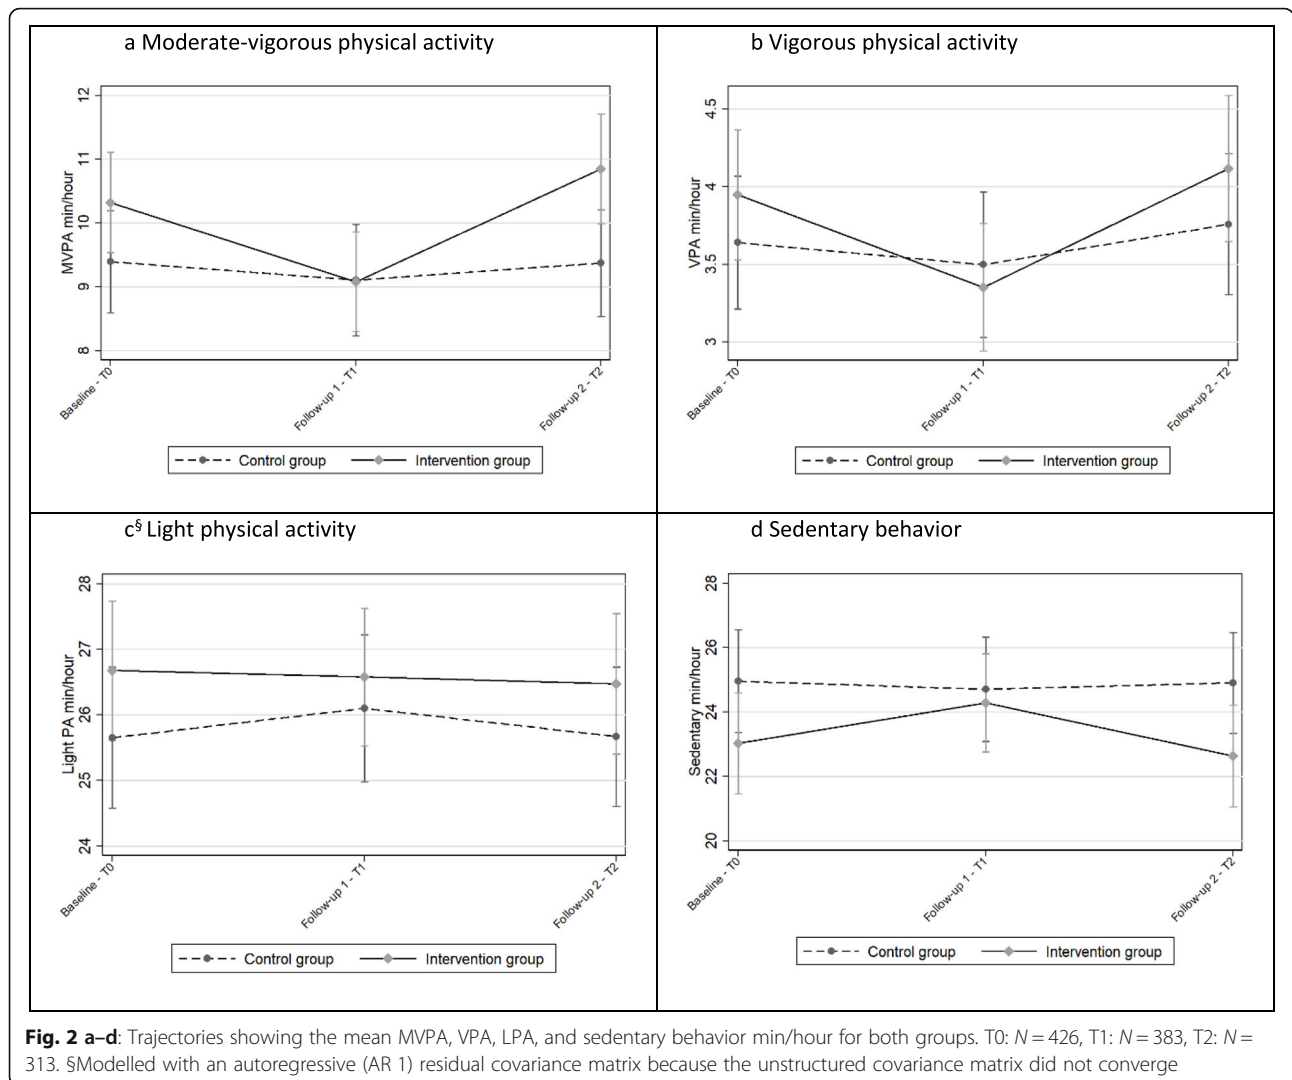 a Moderate-vigorous physical activity
12
11
10
9
8
MVPA min/hour
Baseline - T0
Follow-up 1 - T1
Follow-up 2 - T2
Control group
Intervention group
b Vigorous physical activity
4.5
4
3.5
3
VPA min/hour
Baseline - T0
Follow-up 1 - T1
Follow-up 2 - T2
Control group
Intervention group
c§ Light physical activity
28
27
26
25
24
Light PA min/hour
Baseline - T0
Follow-up 1 - T1
Follow-up 2 - T2
Control group
Intervention group
d Sedentary behavior
28
26
24
22
20
Sedentary min/hour
Baseline - T0
Follow-up 1 - T1
Follow-up 2 - T2
Control group
Intervention group
Fig. 2 a–d: Trajectories showing the mean MVPA, VPA, LPA, and sedentary behavior min/hour for both groups. T0: N = 426, T1: N = 383, T2: N =
313. §Modelled with an autoregressive (AR 1) residual covariance matrix because the unstructured covariance matrix did not converge